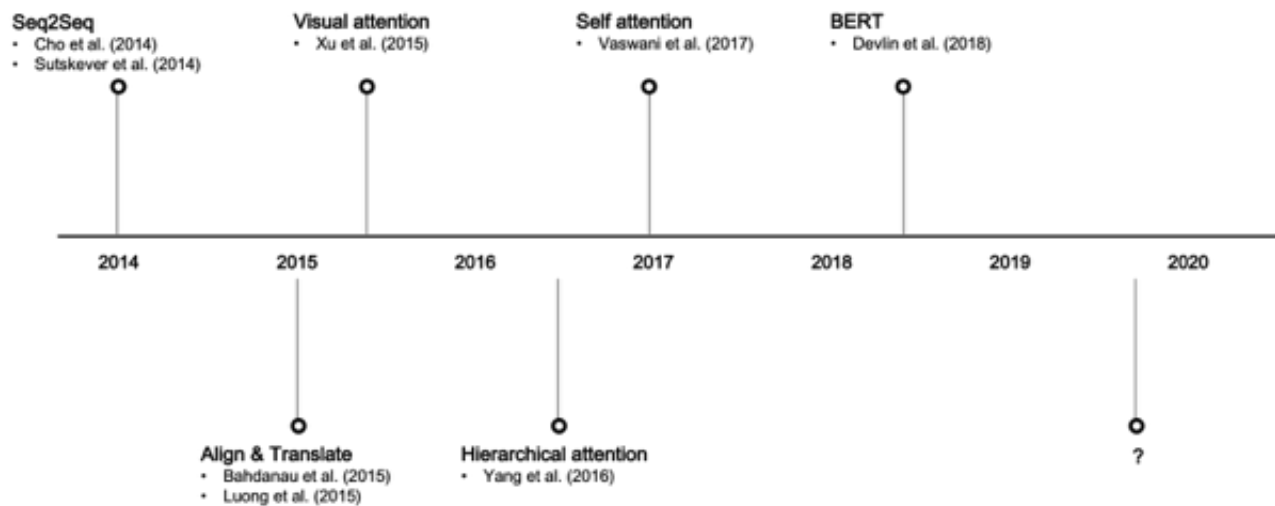 Seq2Seq
• Cho et al. (2014)
• Sutskever et al. (2014)
Visual attention
• Xu et al. (2015)
Self attention
• Vaswani et al. (2017)
BERT
• Devlin et al. (2018)
2014
2015
2016
2017
2018
2019
2020
Align & Translate
• Bahdanau et al. (2015)
• Luong et al. (2015)
Hierarchical attention
• Yang et al. (2016)
?